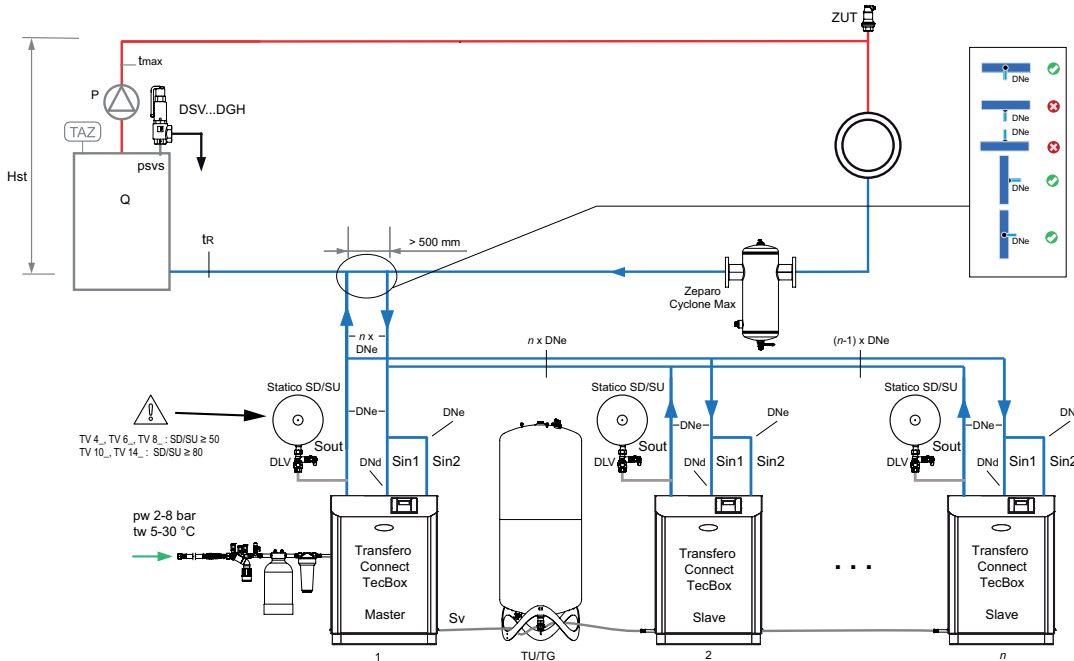 ZUT
tmax
P
DSV...DGH
TAZ
psvs
Hst
Q
tR
> 500 mm
DNe
DNe
DNe
DNe
DNe
Zeparo
Cyclone Max
n x
DNe
n x DNe
(n-1) x DNe
Statico SD/SU
DNe
DNe
Sout
DLV
DNd
Sin1
Sin2
TV 4_, TV 6_, TV 8_ : SD/SU ≥ 50
TV 10_, TV 14_ : SD/SU ≥ 80
Statico SD/SU
DNe
DNe
Sout
DLV
DNd
Sin1
Sin2
Statico SD/SU
DNe
DNe
Sout
DLV
DNd
Sin1
Sin2
pw 2-8 bar
tw 5-30 °C
Transfero
Connect
TecBox
Master
1
Sv
TU/TG
Transfero
Connect
TecBox
Slave
2
. . .
Transfero
Connect
TecBox
Slave
n